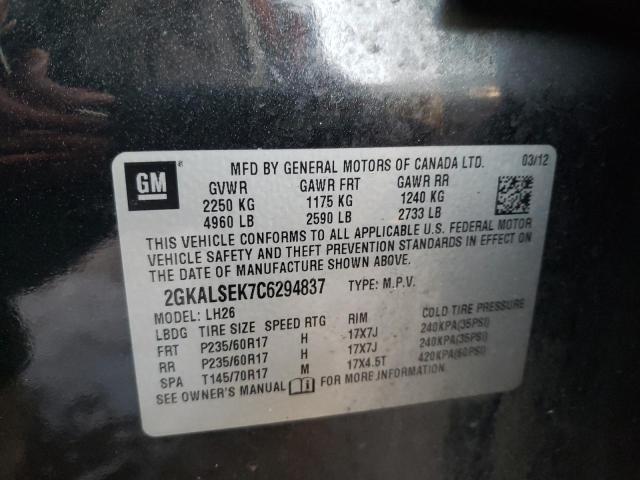 GM
MFD BY GENERAL MOTORS OF CANADA LTD. 03/12
GVWR GAWR FRT GAWR RR
2250 KG 1175 KG 1240 KG
4960 LB 2590 LB 2733 LB
THIS VEHICLE CONFORMS TO ALL APPLICABLE U.S. FEDERAL MOTOR
VEHICLE SAFETY AND THEFT PREVENTION STANDARDS IN EFFECT ON
THE DATE OF MANUFACTURE SHOWN ABOVE.
2GKALSEK7C6294837 TYPE: M.P.V.
MODEL: LH26
LBDG TIRE SIZE SPEED RTG RIM COLD TIRE PRESSURE
FRT P235/60R17 H 17X7J 240KPA(35PSI)
RR P235/60R17 H 17X7J 240KPA(35PSI)
SPA T145/70R17 M 17X4.5T 420KPA(60PSI)
SEE OWNER'S MANUAL i FOR MORE INFORMATION.